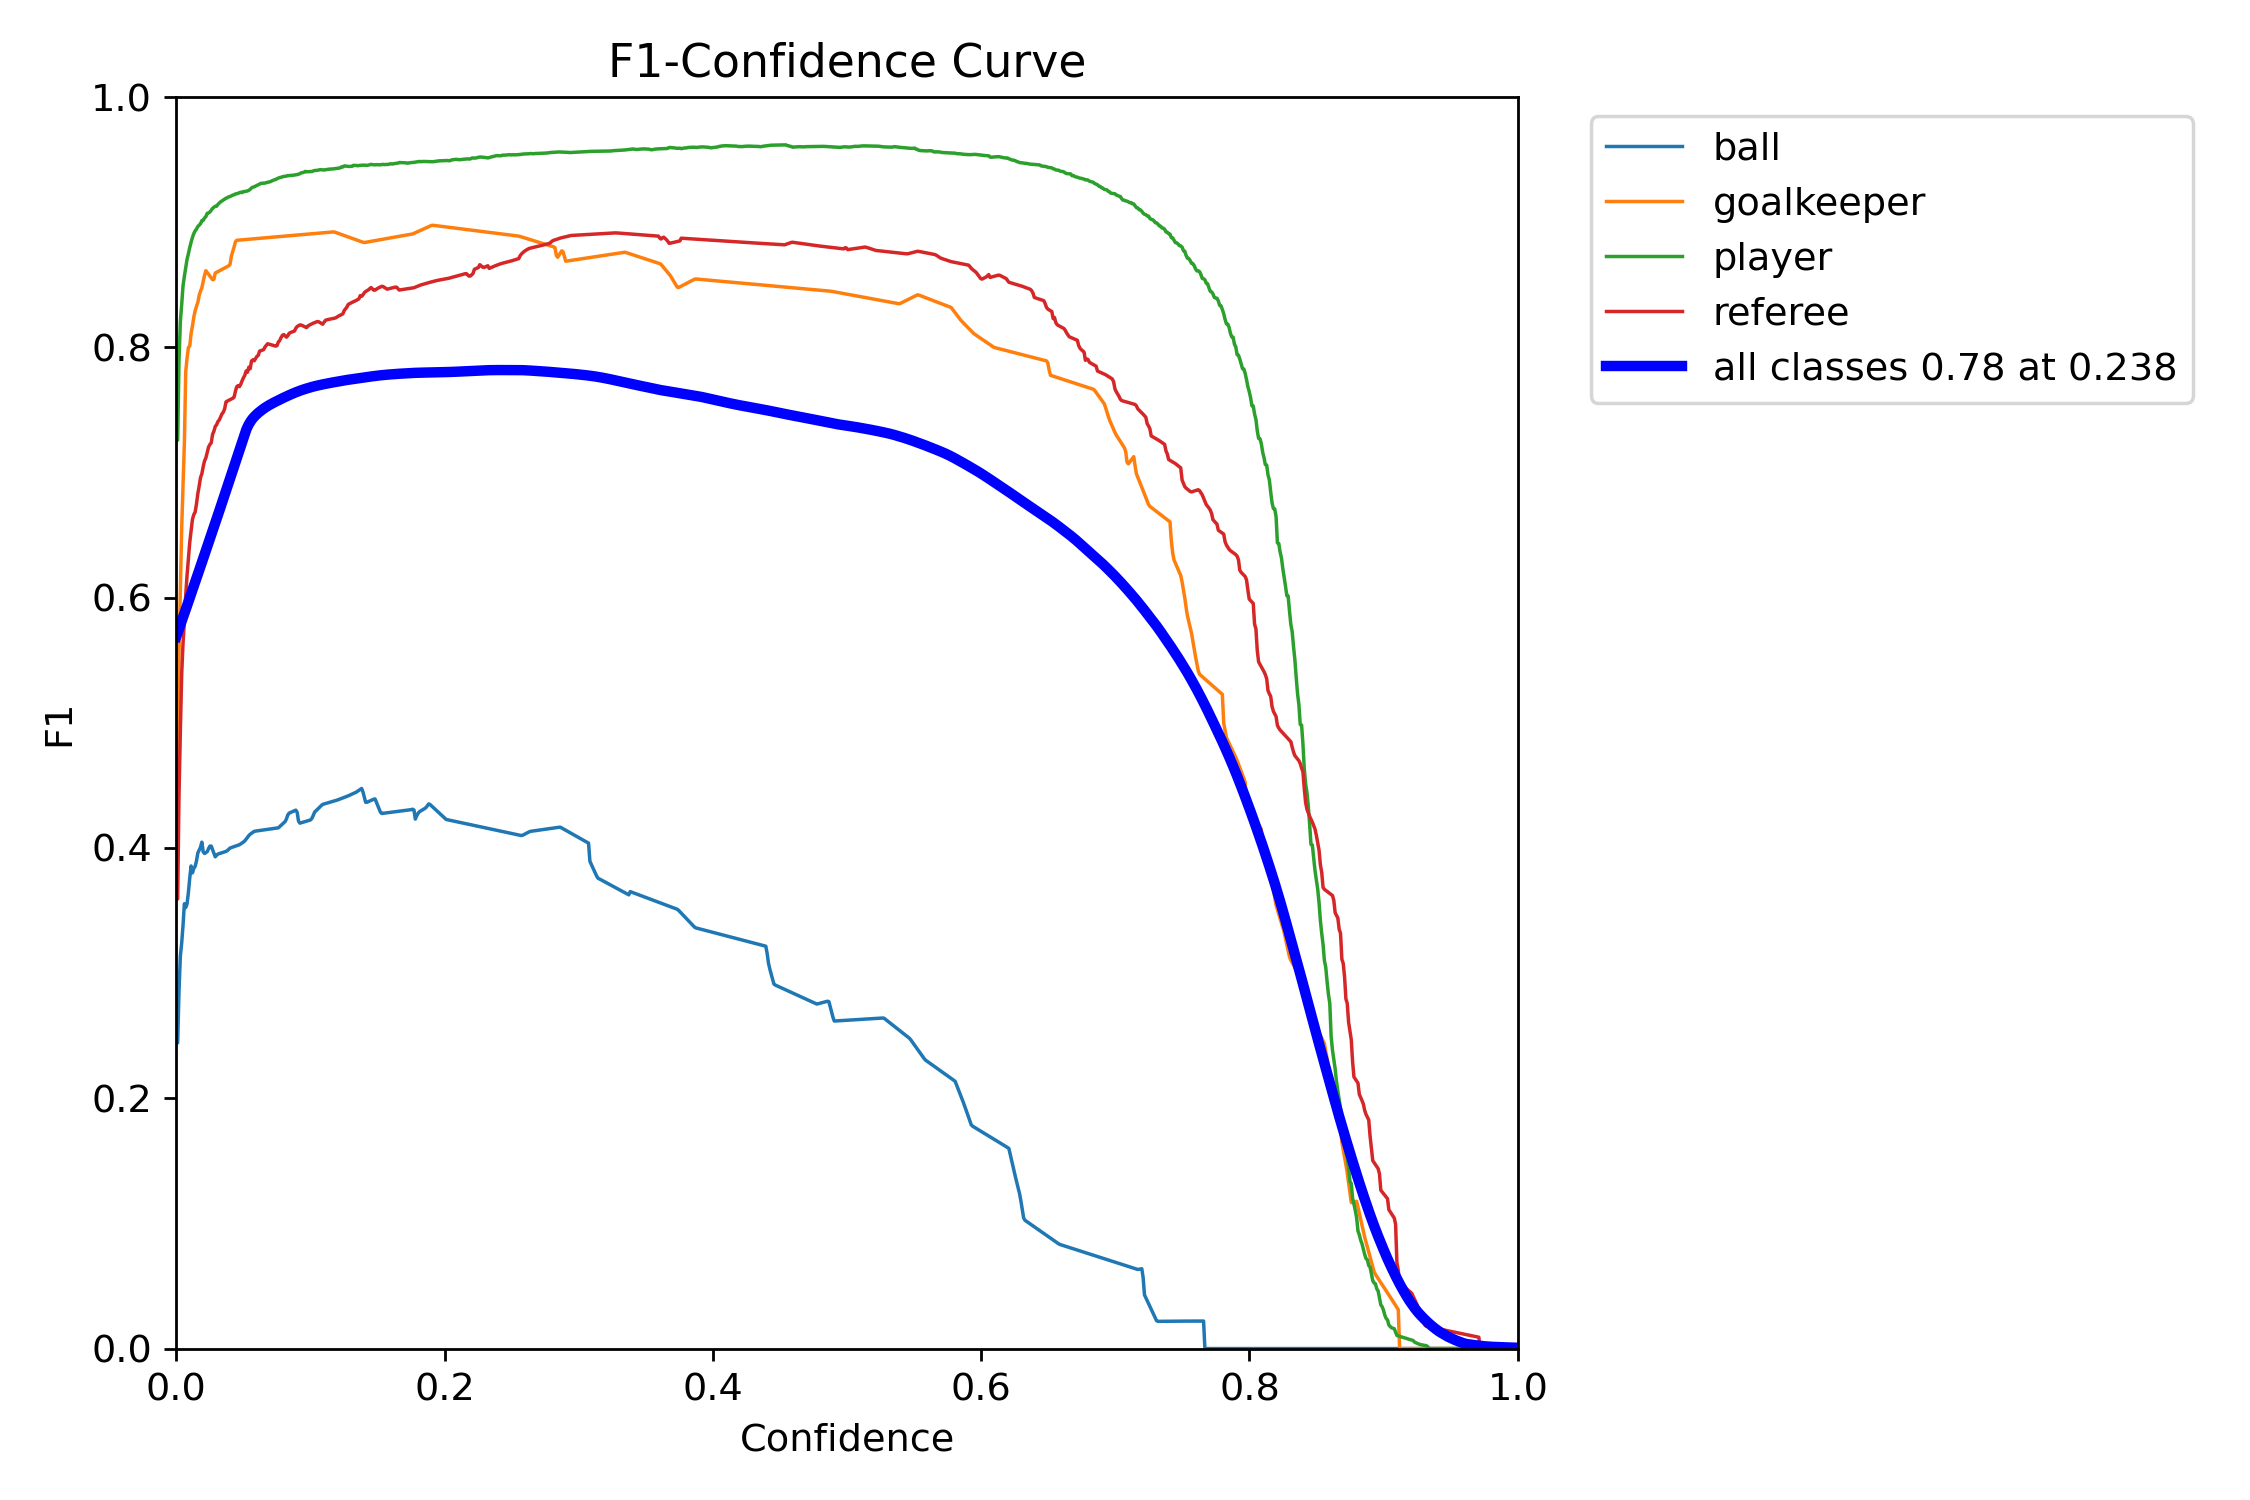 F1-Confidence Curve
1.0
0.8
0.6
0.4
0.2
0.0
F1
0.0 0.2 0.4 0.6 0.8 1.0
Confidence
ball
goalkeeper
player
referee
all classes 0.78 at 0.238